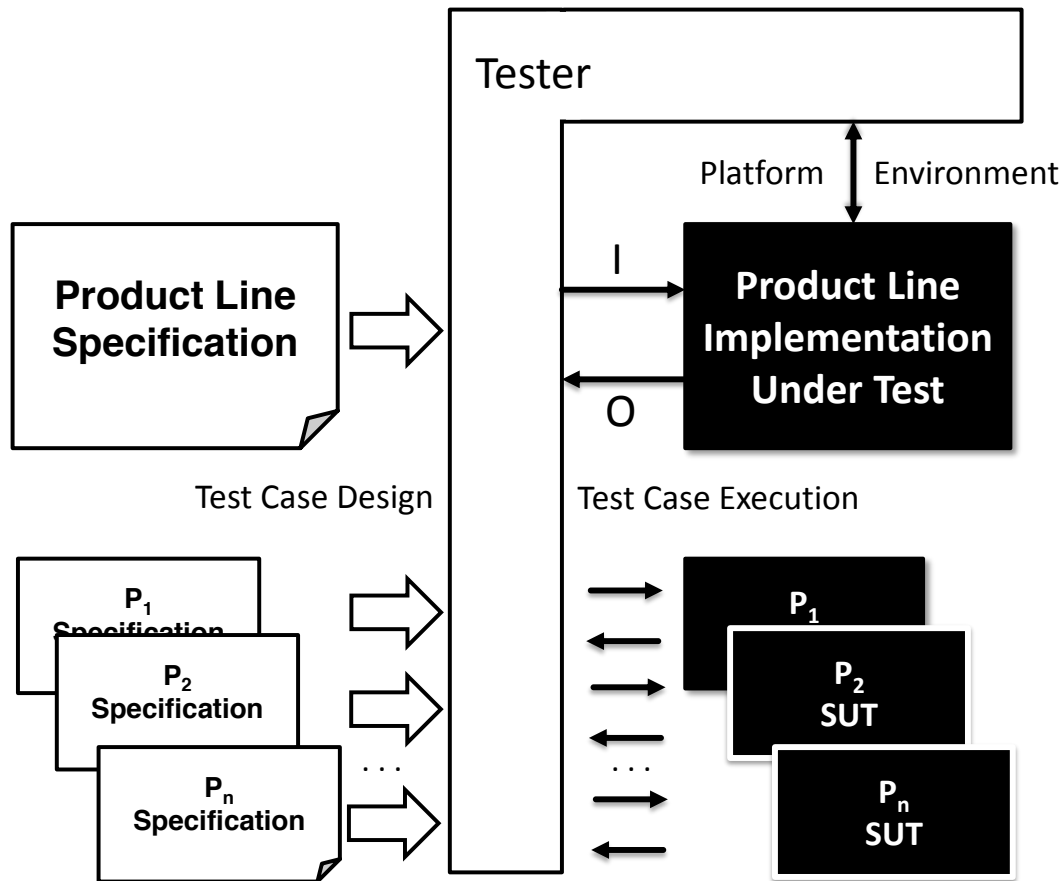 Tester
Platform Environment
Product Line
Specification
I
O
Product Line
Implementation
Under Test
Test Case Design
Test Case Execution
P1
Specification
P2
Specification
. . .
Pn
Specification
P1
P2
SUT
. . .
Pn
SUT